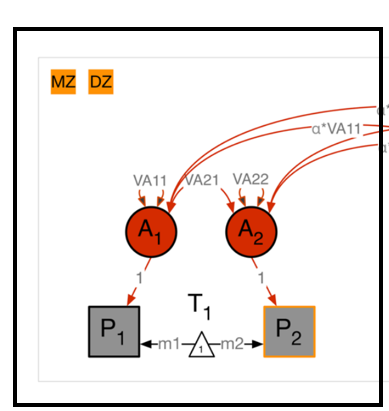 MZ DZ
α*VA11
VA11 VA21 VA22
A1 A2
1 1
T1
P1 m1 1 m2 P2